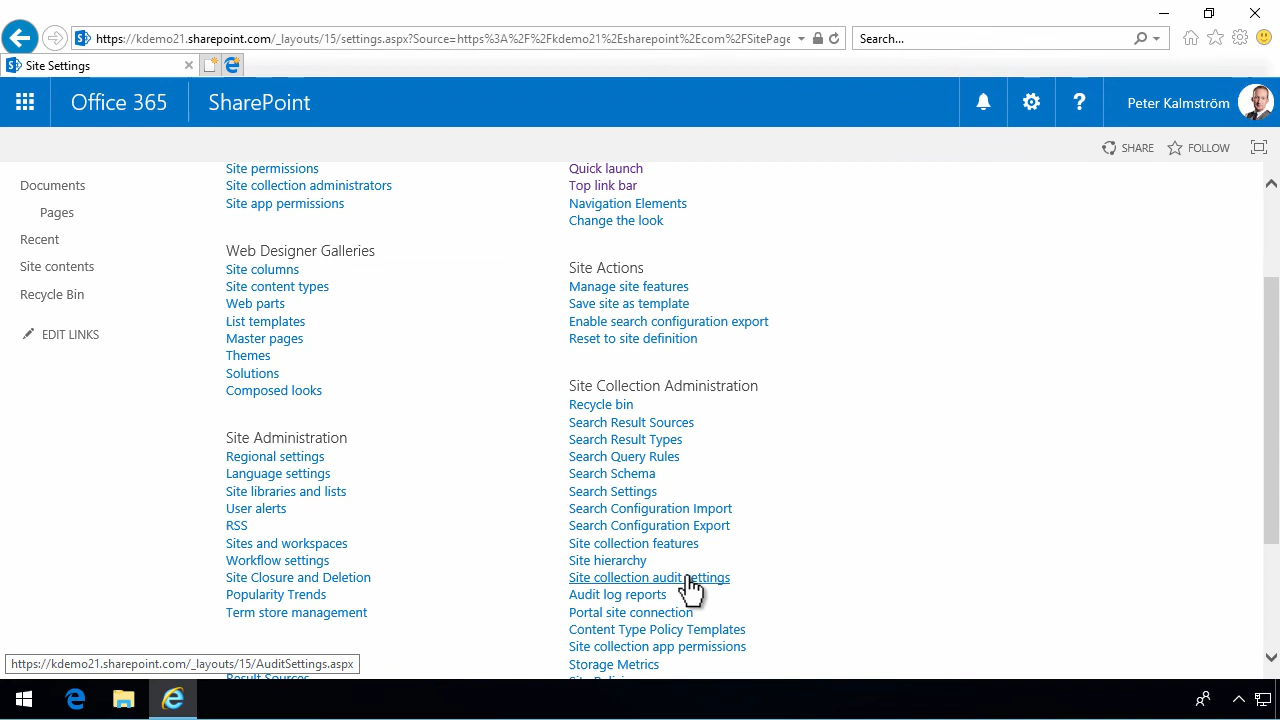 https://kdemo21.sharepoint.com/_layouts/15/settings.aspx?Source=https%3A%2F%2Fkdemo21%2Esharepoint%2Ecom%2FSitePage
Search...
Site Settings
Office 365
SharePoint
?
Peter Kalmström
SHARE
FOLLOW
Documents
Pages
Recent
Site contents
Recycle Bin
EDIT LINKS
Site permissions
Site collection administrators
Site app permissions
Web Designer Galleries
Site columns
Site content types
Web parts
List templates
Master pages
Themes
Solutions
Composed looks
Site Administration
Regional settings
Language settings
Site libraries and lists
User alerts
RSS
Sites and workspaces
Workflow settings
Site Closure and Deletion
Popularity Trends
Term store management
Result Sources
Quick launch
Top link bar
Navigation Elements
Change the look
Site Actions
Manage site features
Save site as template
Enable search configuration export
Reset to site definition
Site Collection Administration
Recycle bin
Search Result Sources
Search Result Types
Search Query Rules
Search Schema
Search Settings
Search Configuration Import
Search Configuration Export
Site collection features
Site hierarchy
Site collection audit settings
Audit log reports
Portal site connection
Content Type Policy Templates
Site collection app permissions
Storage Metrics
https://kdemo21.sharepoint.com/_layouts/15/AuditSettings.aspx